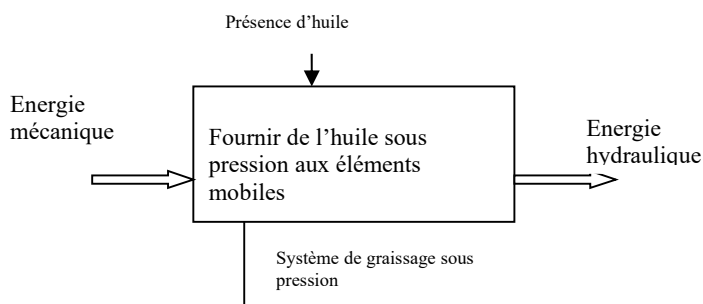 Présence d’huile
Energie
mécanique
Fournir de l’huile sous
pression aux éléments
mobiles
Energie
hydraulique
Système de graissage sous
pression